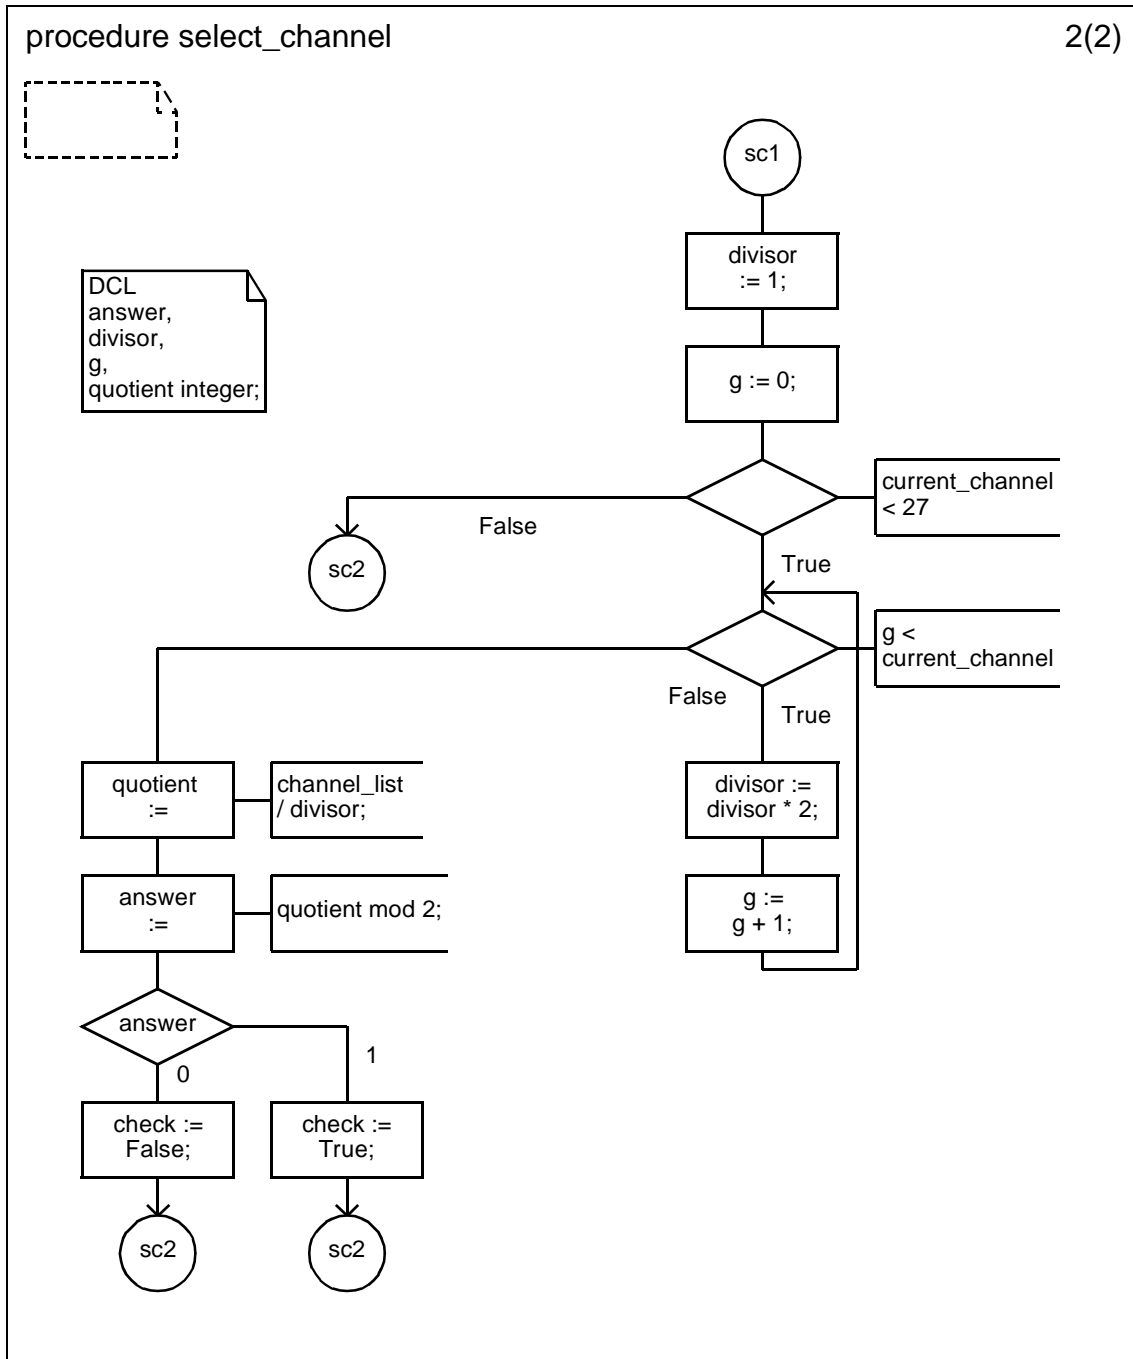 procedure select_channel
2(2)
sc1
divisor
:= 1;
DCL
answer,
divisor,
g,
quotient integer;
g := 0;
current_channel
< 27
False
sc2
True
g <
current_channel
False
True
quotient
:=
channel_list
/ divisor;
divisor :=
divisor * 2;
answer
:=
quotient mod 2;
g :=
g + 1;
answer
0
1
check :=
False;
check :=
True;
sc2
sc2